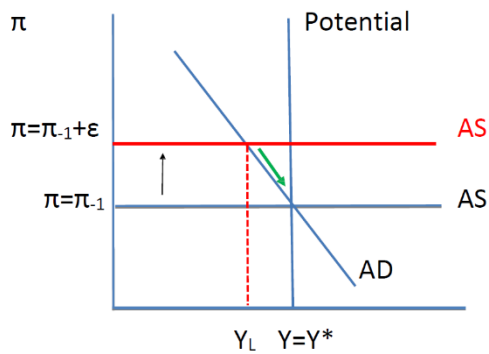 π
Potential
π=π-1+ε
AS
π=π-1
AS
AD
YL
Y=Y*